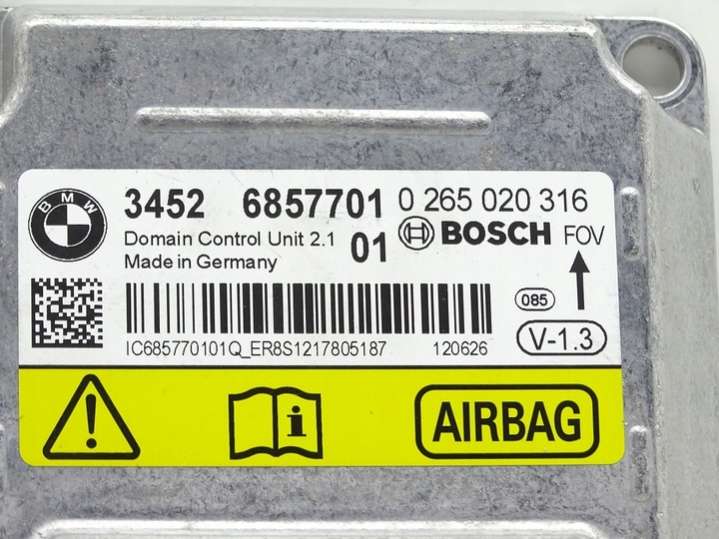 BMW
3452 6857701 0 265 020 316
Domain Control Unit 2.1 01 BOSCH FOV
Made in Germany
085
V-1.3
IC685770101Q_ER8S1217805187 120626
i
AIRBAG